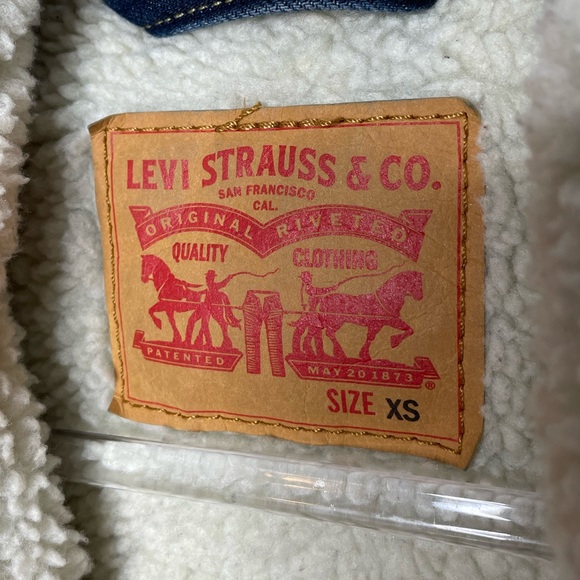 LEVI STRAUSS & CO.
SAN FRANCISCO
CAL.
ORIGINAL RIVETED
QUALITY CLOTHING
PATENTED MAY 20 1873 ®
SIZE XS